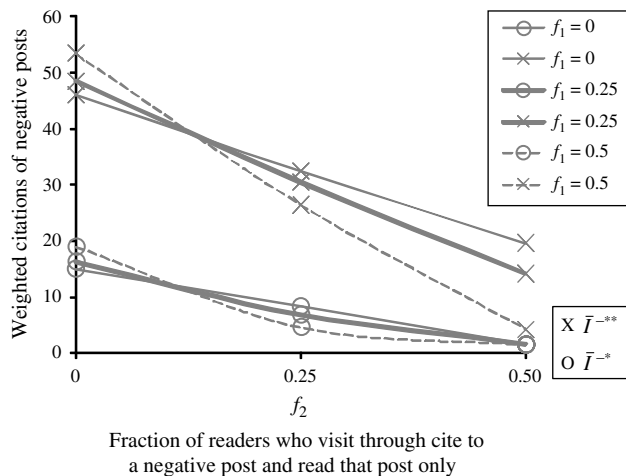 60
50
40
30
20
10
0
Weighted citations of negative posts
0
0.25
0.50
f2
Fraction of readers who visit through cite to
a negative post and read that post only
f1 = 0
f1 = 0
f1 = 0.25
f1 = 0.25
f1 = 0.5
f1 = 0.5
X Ī–**
O Ī–*